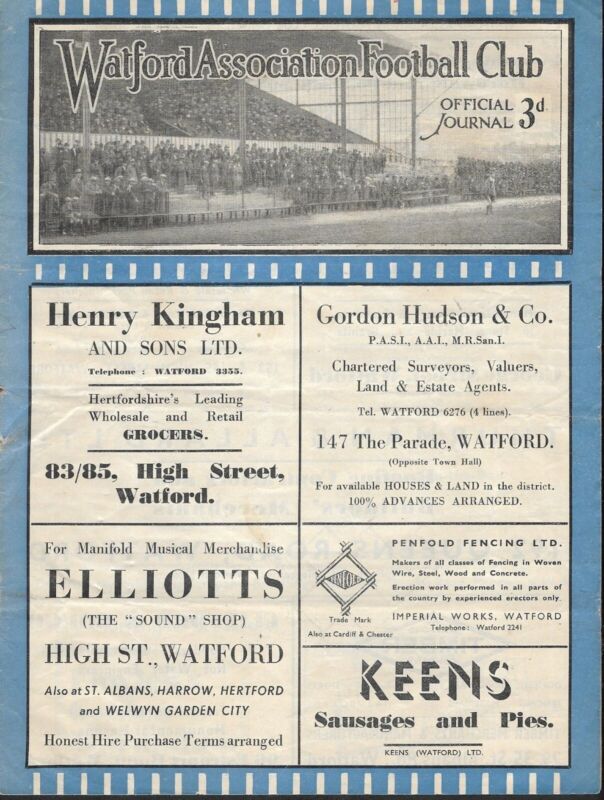 Watford Association Football Club
OFFICIAL
JOURNAL 3d.
Henry Kingham
AND SONS LTD.
Telephone : WATFORD 3355.
Hertfordshire's Leading
Wholesale and Retail
GROCERS.
83/85, High Street,
Watford.
Gordon Hudson & Co.
P.A.S.I., A.A.I., M.R.San.I.
Chartered Surveyors, Valuers,
Land & Estate Agents.
Tel. WATFORD 6276 (4 lines).
147 The Parade, WATFORD.
(Opposite Town Hall)
For available HOUSES & LAND in the district.
100% ADVANCES ARRANGED.
For Manifold Musical Merchandise
ELLIOTTS
(THE "SOUND" SHOP)
HIGH ST., WATFORD
Also at ST. ALBANS, HARROW, HERTFORD
and WELWYN GARDEN CITY
Honest Hire Purchase Terms arranged
PENFOLD
Trade Mark
Also at Cardiff & Chester
PENFOLD FENCING LTD.
Makers of all classes of Fencing in Woven
Wire, Steel, Wood and Concrete.
Erection work performed in all parts of
the country by experienced erectors only.
IMPERIAL WORKS, WATFORD
Telephone : Watford 2241
KEENS
Sausages and Pies.
KEENS (WATFORD) LTD.